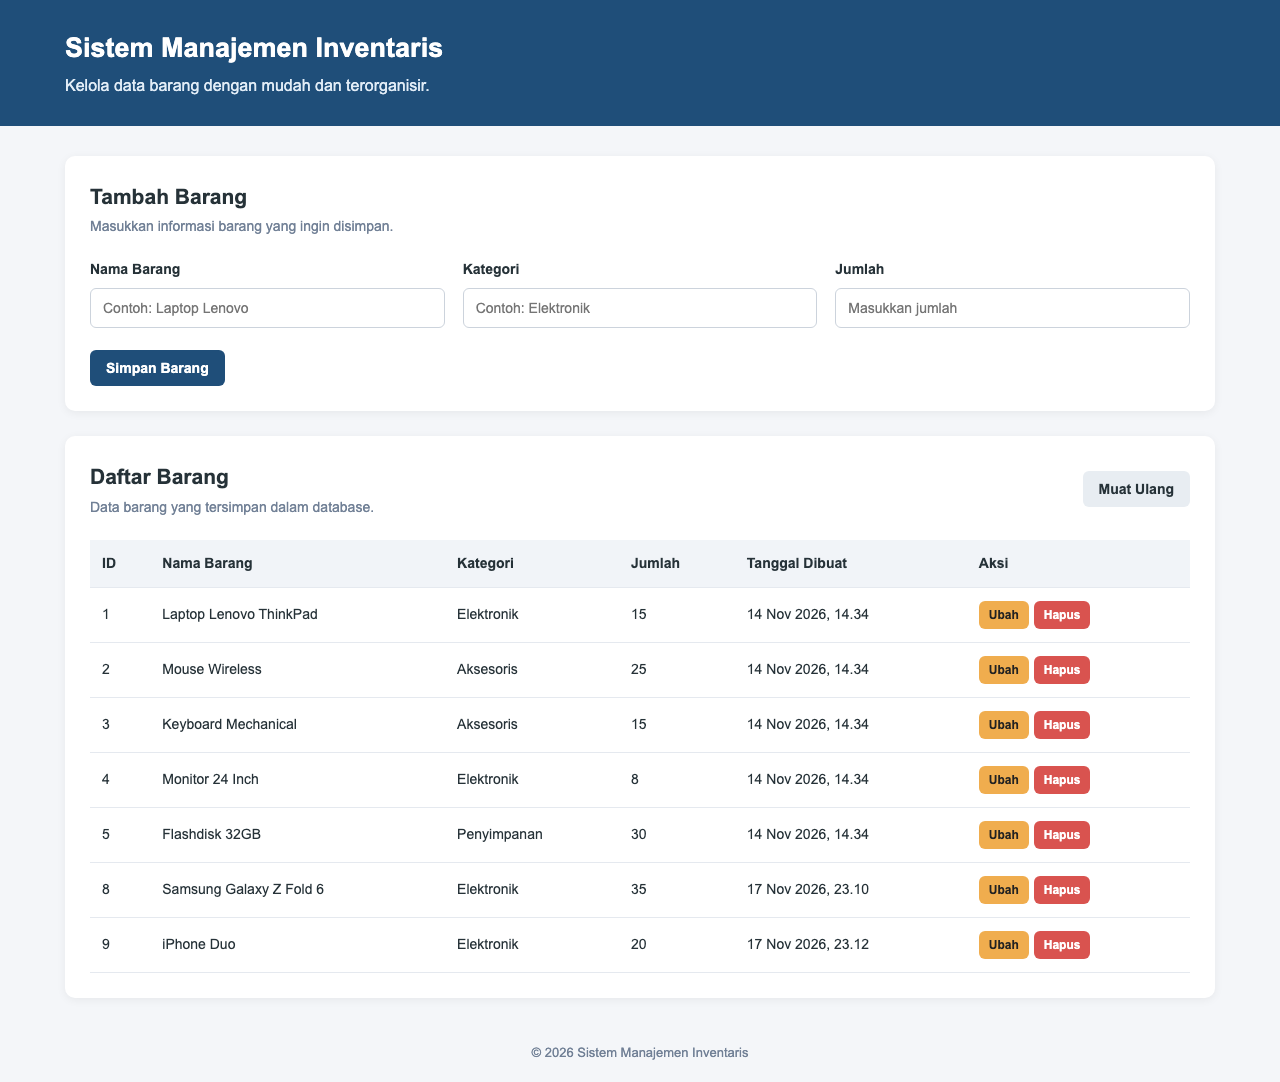 Sistem Manajemen Inventaris
Kelola data barang dengan mudah dan terorganisir.
Tambah Barang
Masukkan informasi barang yang ingin disimpan.
Nama Barang Kategori Jumlah
Contoh: Laptop Lenovo Contoh: Elektronik Masukkan jumlah
Simpan Barang
Daftar Barang
Data barang yang tersimpan dalam database.
Muat Ulang
ID Nama Barang Kategori Jumlah Tanggal Dibuat Aksi
1 Laptop Lenovo ThinkPad Elektronik 15 14 Nov 2026, 14.34 Ubah Hapus
2 Mouse Wireless Aksesoris 25 14 Nov 2026, 14.34 Ubah Hapus
3 Keyboard Mechanical Aksesoris 15 14 Nov 2026, 14.34 Ubah Hapus
4 Monitor 24 Inch Elektronik 8 14 Nov 2026, 14.34 Ubah Hapus
5 Flashdisk 32GB Penyimpanan 30 14 Nov 2026, 14.34 Ubah Hapus
8 Samsung Galaxy Z Fold 6 Elektronik 35 17 Nov 2026, 23.10 Ubah Hapus
9 iPhone Duo Elektronik 20 17 Nov 2026, 23.12 Ubah Hapus
© 2026 Sistem Manajemen Inventaris